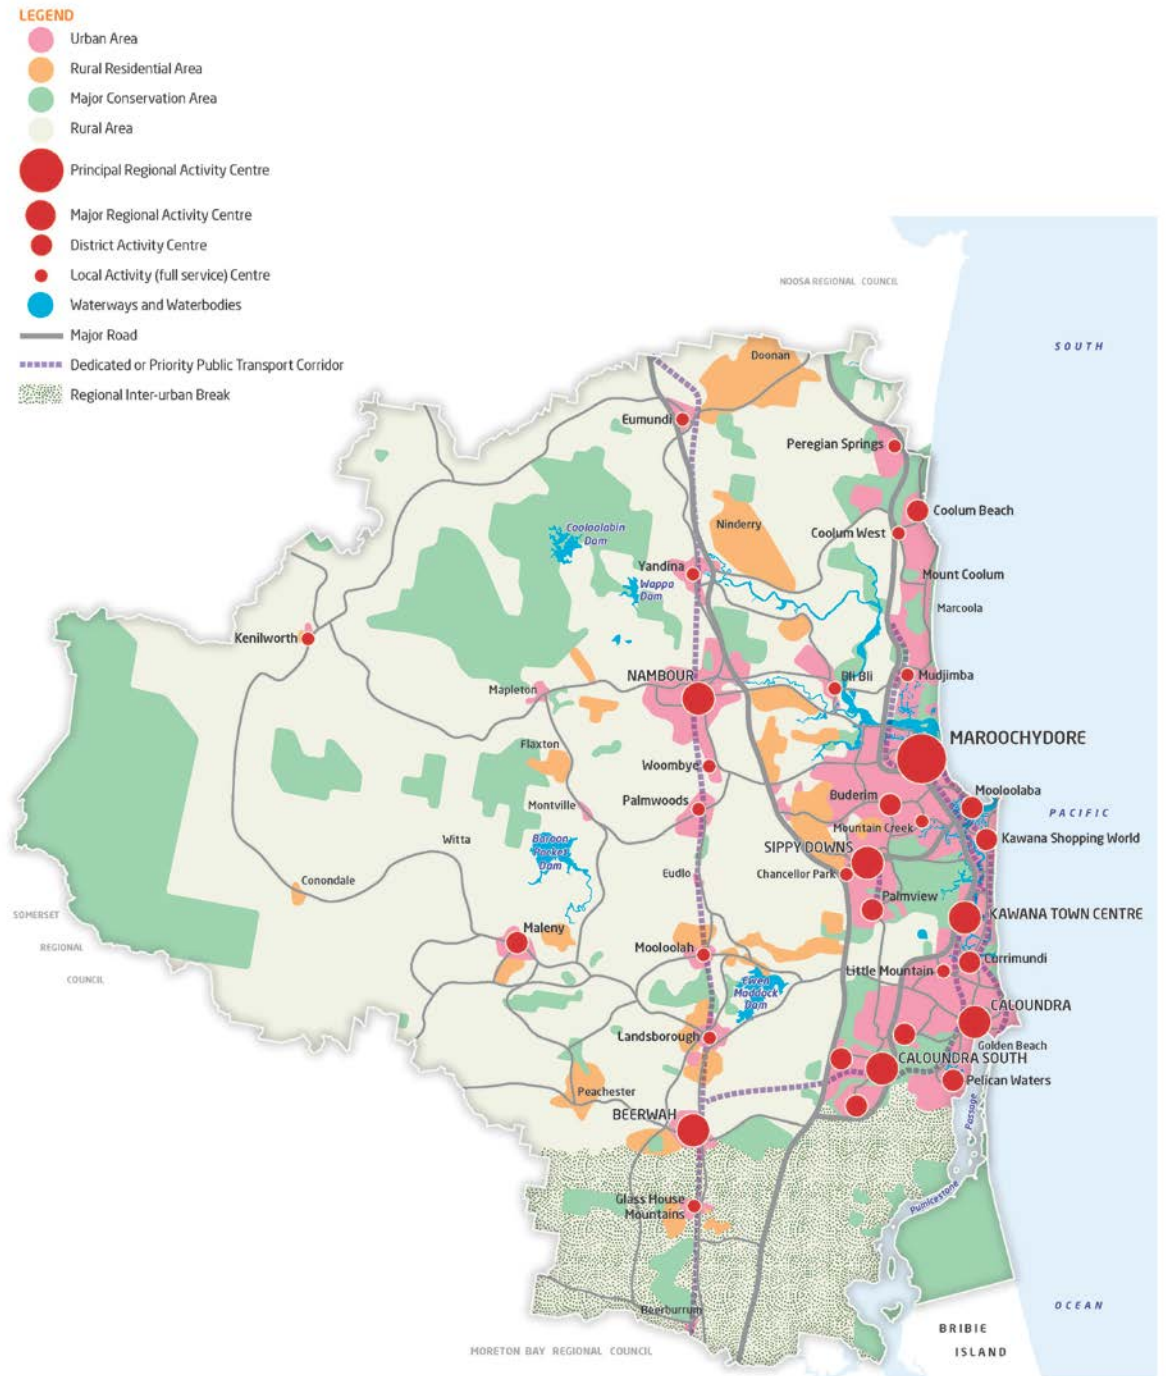 LEGEND
Urban Area
Rural Residential Area
Major Conservation Area
Rural Area
Principal Regional Activity Centre
Major Regional Activity Centre
District Activity Centre
Local Activity (full service) Centre
Waterways and Waterbodies
Major Road
Dedicated or Priority Public Transport Corridor
Regional Inter-urban Break
NOOSA REGIONAL COUNCIL
SOUTH
Doonan
Eumundi
Peregian Springs
Coolum Beach
Ninderry
Cooloolabin
Dam
Coolum West
Yandina
Mount Coolum
Wappa
Dam
Marcoola
Kenilworth
NAMBOUR
Bli Bli
Mudjimba
Mapleton
MAROOCHYDORE
Flaxton
Woombye
Mooloolaba
Buderim
Palmwoods
Montville
PACIFIC
Mountain Creek
Kawana Shopping World
Witta
Baroon
Pocket
Dam
SIPPY DOWNS
Eudlo
Chancellor Park
Conondale
Palmview
SOMERSET
KAWANA TOWN CENTRE
Maleny
REGIONAL
Mooloolah
Currimundi
Little Mountain
COUNCIL
Ewen
Maddock
Dam
CALOUNDRA
Landsborough
Golden Beach
CALOUNDRA SOUTH
Pelican Waters
Peachester
BEERWAH
Passage
Pumicestone
Glass House
Mountains
OCEAN
Beerburrum
BRIBIE
ISLAND
MORETON BAY REGIONAL COUNCIL